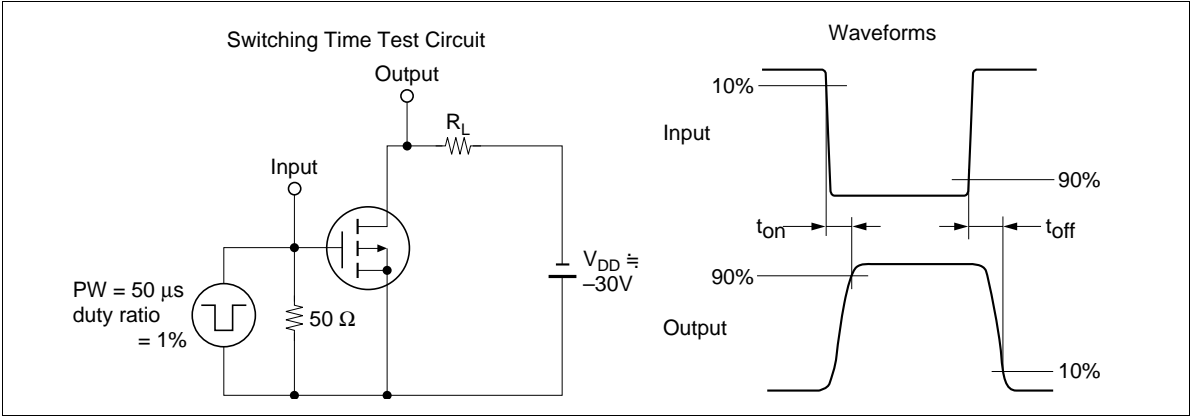 Switching Time Test Circuit
Output
R_L
Input
V_DD ≒
–30V
PW = 50 μs
duty ratio
= 1%
50 Ω
Waveforms
10%
Input
90%
t_on
t_off
90%
Output
10%